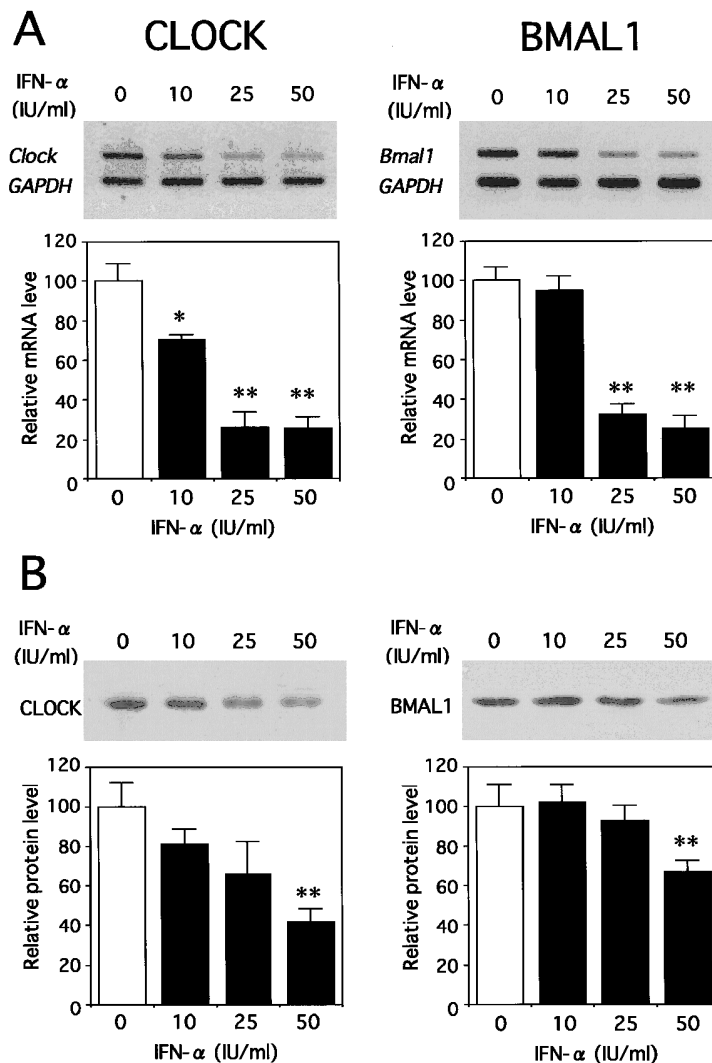 A
CLOCK
BMAL1
IFN-α
(IU/ml)
0 10 25 50
Clock
GAPDH
IFN-α
(IU/ml)
0 10 25 50
Bmal1
GAPDH
Relative mRNA leve
120
100
80
60
40
20
0
*
**
**
0 10 25 50
IFN-α (IU/ml)
Relative mRNA leve
120
100
80
60
40
20
0
**
**
0 10 25 50
IFN-α (IU/ml)
B
IFN-α
(IU/ml)
0 10 25 50
CLOCK
IFN-α
(IU/ml)
0 10 25 50
BMAL1
Relative protein level
120
100
80
60
40
20
0
**
0 10 25 50
IFN-α (IU/ml)
Relative protein level
120
100
80
60
40
20
0
**
0 10 25 50
IFN-α (IU/ml)